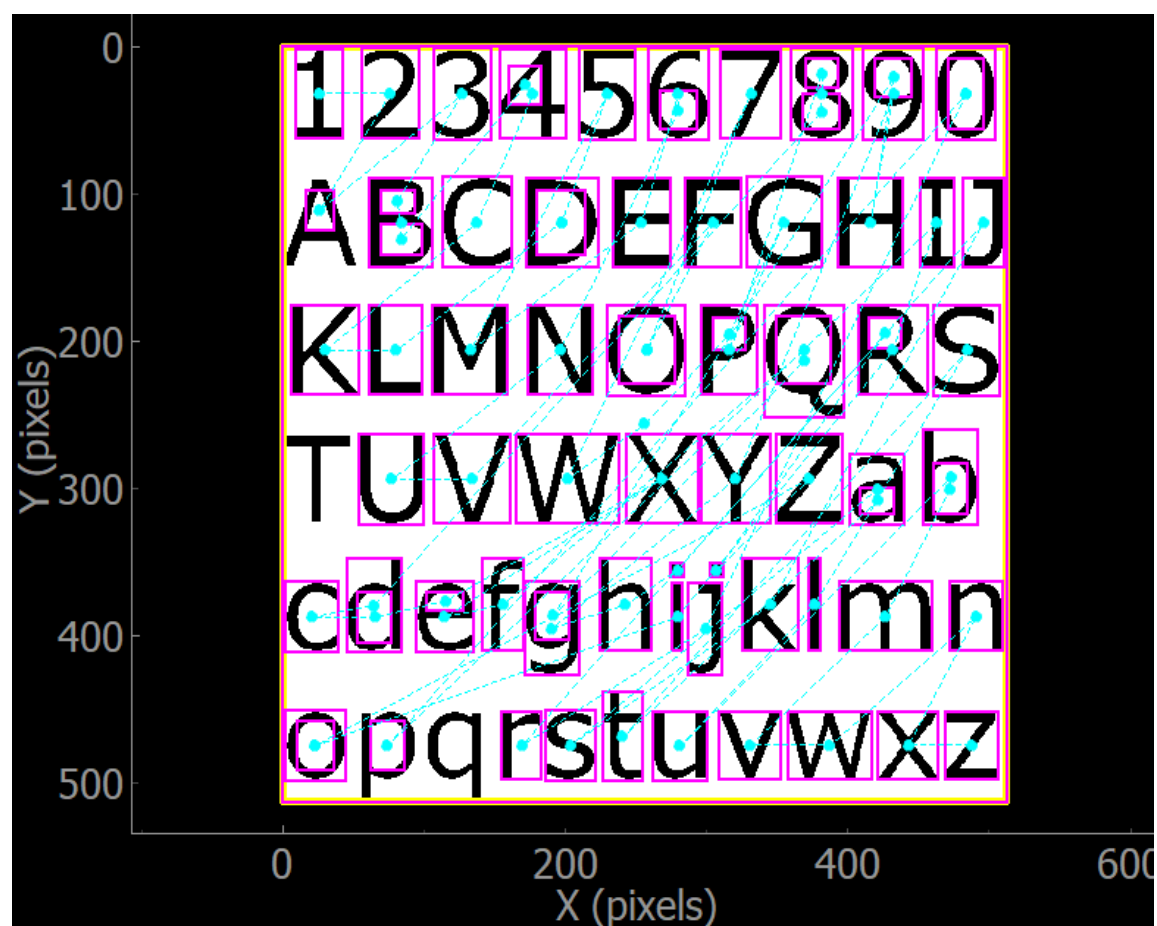 0 1234567890
100 ABCDEFGHIJ
200 KLMNOPQRS
Y (pixels)
300 TUVWXYZab
400 cdefghijklmn
500 opqrstuvwxz
0 200 400 600
X (pixels)